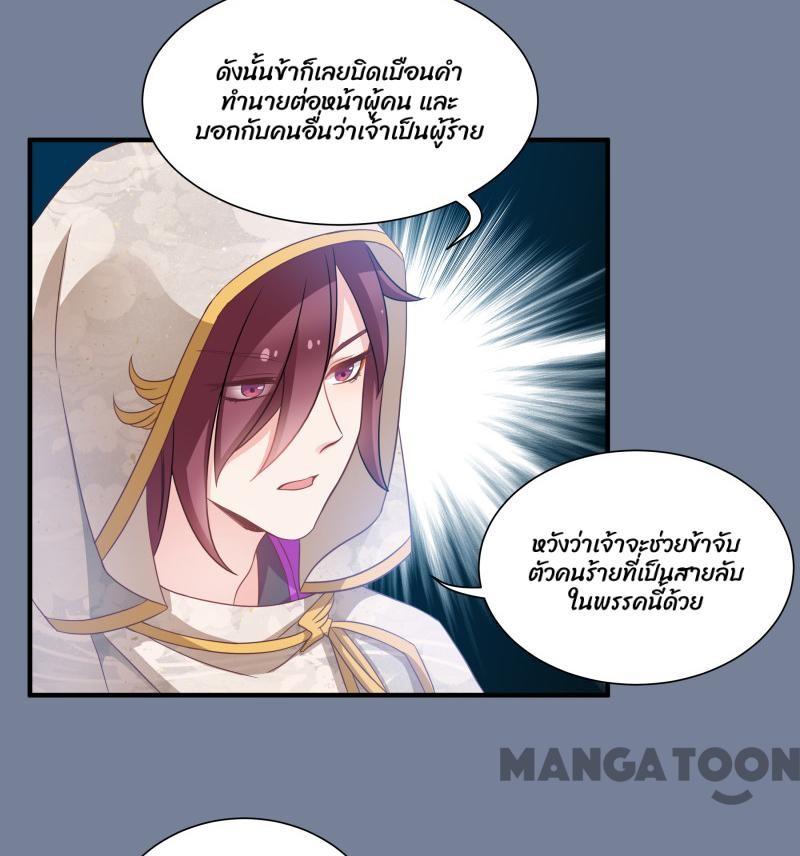 ดังนั้นข้าก็เลยบิดเบือนคำ
ทำนายต่อหน้าผู้คน และ
บอกกับคนอื่นว่าเจ้าเป็นผู้ร้าย
หวังว่าเจ้าจะช่วยข้าจับ
ตัวคนร้ายที่เป็นสายลับ
ในพรรคนี้ด้วย
MANGATOON